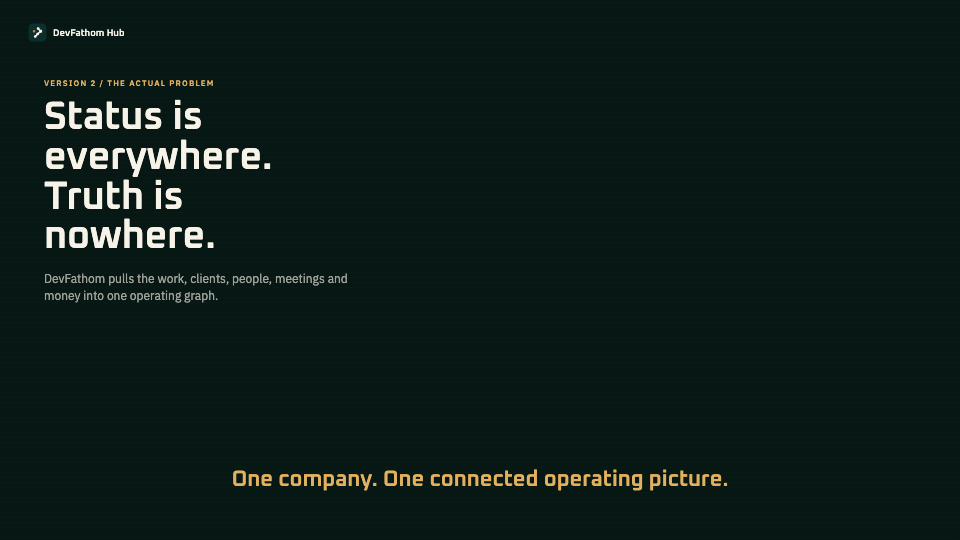 DevFathom Hub
VERSION 2 / THE ACTUAL PROBLEM
Status is
everywhere.
Truth is
nowhere.
DevFathom pulls the work, clients, people, meetings and
money into one operating graph.
One company. One connected operating picture.